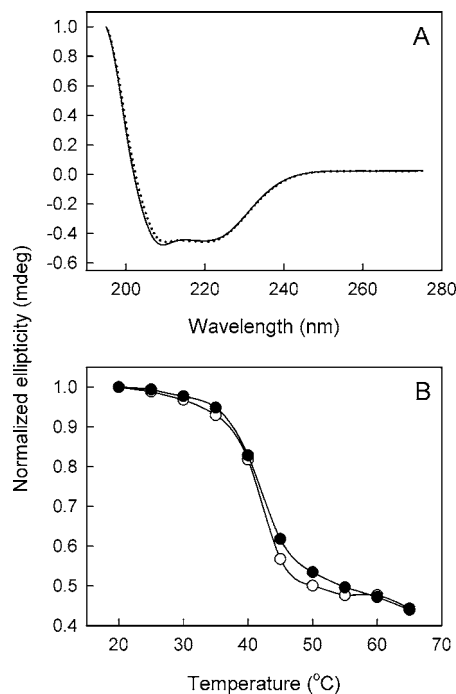 A
1.0
0.8
0.6
0.4
0.2
0.0
-0.2
-0.4
-0.6
200 220 240 260 280
Wavelength (nm)
Normalized ellipticity (mdeg)
B
1.0
0.9
0.8
0.7
0.6
0.5
0.4
20 30 40 50 60 70
Temperature (°C)